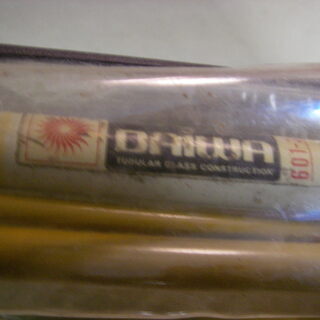 DAIWA
TUBULAR GLASS CONSTRUCTION
601-